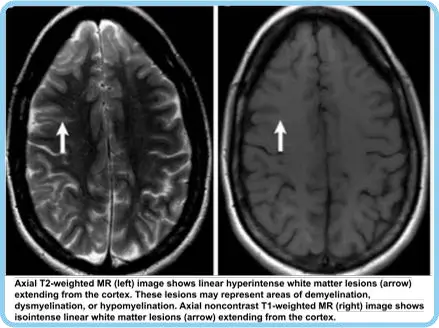 Axial T2-weighted MR (left) image shows linear hyperintense white matter lesions (arrow)
extending from the cortex. These lesions may represent areas of demyelination,
dysmyelination, or hypomyelination. Axial noncontrast T1-weighted MR (right) image shows
isointense linear white matter lesions (arrow) extending from the cortex.